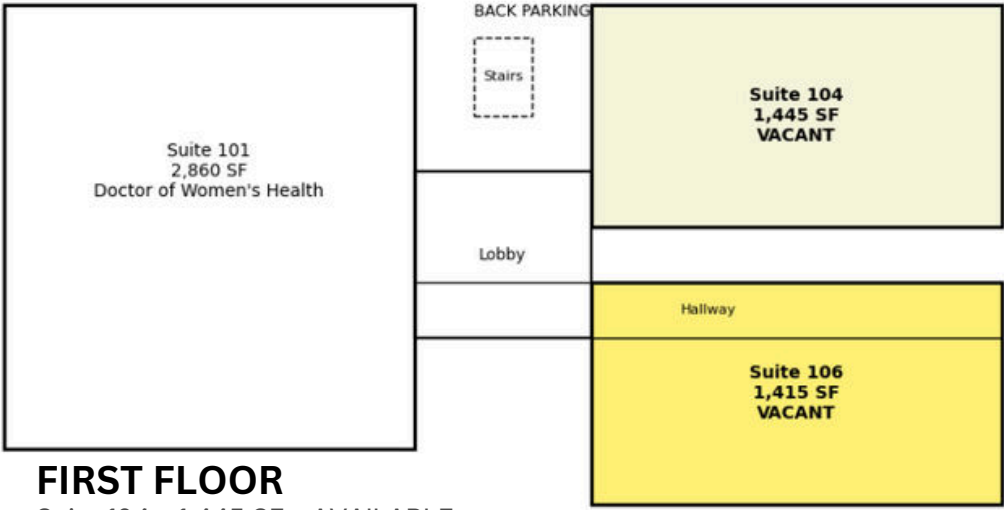 BACK PARKING
Stairs
Suite 101
2,860 SF
Doctor of Women's Health
Suite 104
1,445 SF
VACANT
Lobby
Hallway
Suite 106
1,415 SF
VACANT
FIRST FLOOR